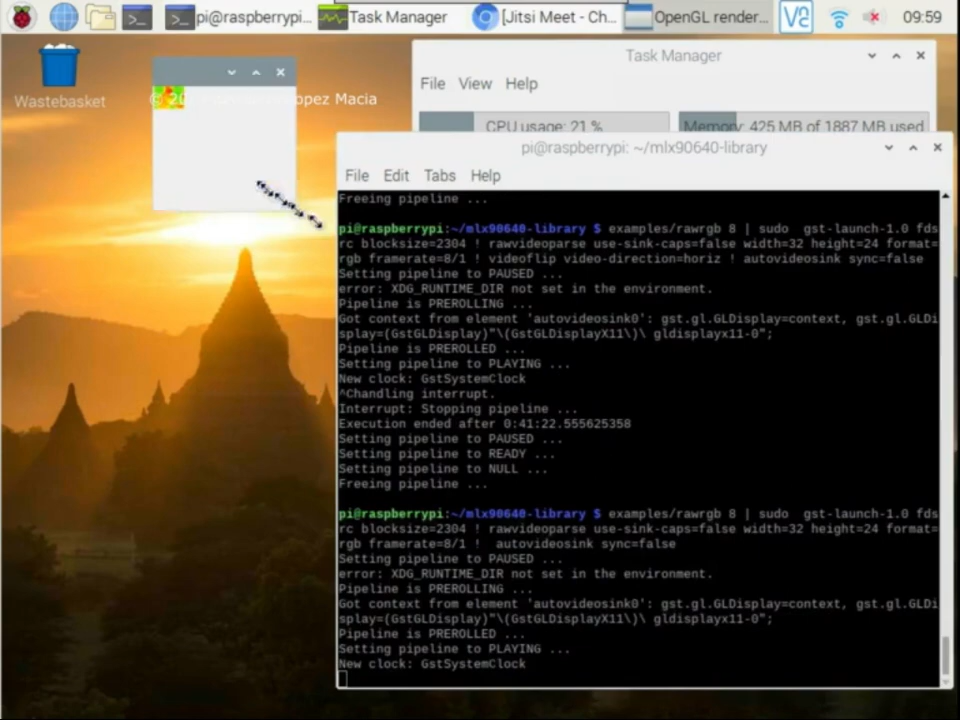 pi@raspberrypi...
Task Manager
[Jitsi Meet - Ch...
OpenGL render...
09:59
Wastebasket
Task Manager
File View Help
CPU usage: 21 %
Memory: 425 MB of 1887 MB used
pi@raspberrypi: ~/mlx90640-library
File Edit Tabs Help
Freeing pipeline ...
pi@raspberrypi:~/mlx90640-library $ examples/rawrgb 8 | sudo  gst-launch-1.0 fds
rc blocksize=2304 ! rawvideoparse use-sink-caps=false width=32 height=24 format=
rgb framerate=8/1 ! videoflip video-direction=horiz ! autovideosink sync=false
Setting pipeline to PAUSED ...
error: XDG_RUNTIME_DIR not set in the environment.
Pipeline is PREROLLING ...
Got context from element 'autovideosink0': gst.gl.GLDisplay=context, gst.gl.GLDi
splay=(GstGLDisplay)"\(GstGLDisplayX11\)\ gldisplayx11-0";
Pipeline is PREROLLED ...
Setting pipeline to PLAYING ...
New clock: GstSystemClock
^Chandling interrupt.
Interrupt: Stopping pipeline ...
Execution ended after 0:41:22.555625358
Setting pipeline to PAUSED ...
Setting pipeline to READY ...
Setting pipeline to NULL ...
Freeing pipeline ...
pi@raspberrypi:~/mlx90640-library $ examples/rawrgb 8 | sudo  gst-launch-1.0 fds
rc blocksize=2304 ! rawvideoparse use-sink-caps=false width=32 height=24 format=
rgb framerate=8/1 !  autovideosink sync=false
Setting pipeline to PAUSED ...
error: XDG_RUNTIME_DIR not set in the environment.
Pipeline is PREROLLING ...
Got context from element 'autovideosink0': gst.gl.GLDisplay=context, gst.gl.GLDi
splay=(GstGLDisplay)"\(GstGLDisplayX11\)\ gldisplayx11-0";
Pipeline is PREROLLED ...
Setting pipeline to PLAYING ...
New clock: GstSystemClock